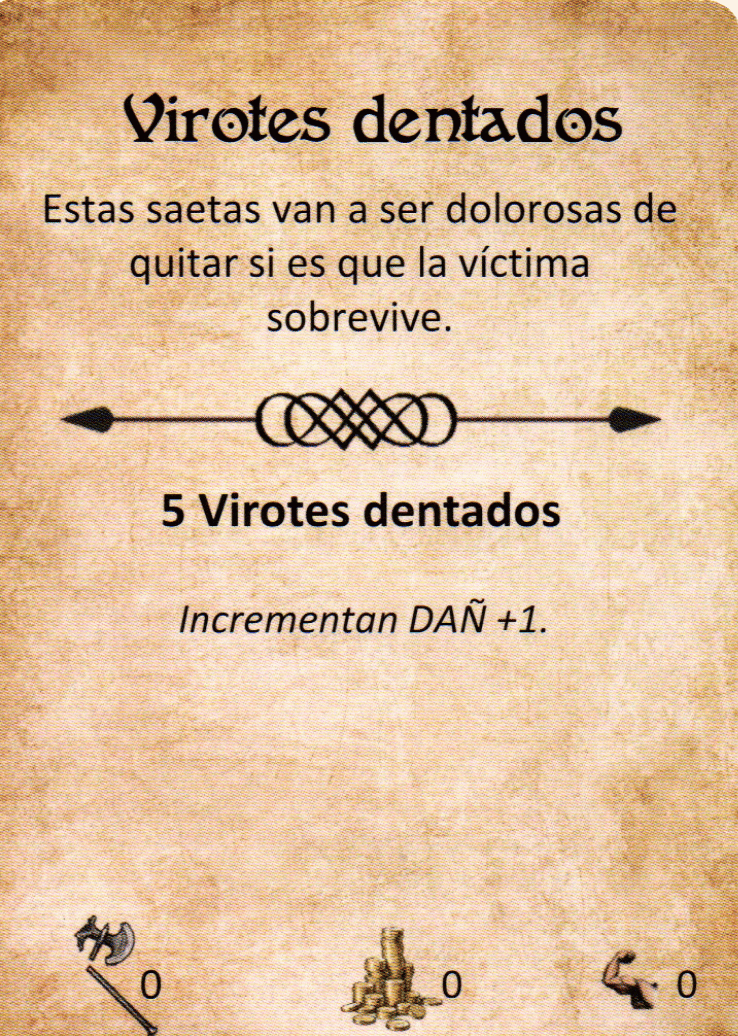 Virotes dentados
Estas saetas van a ser dolorosas de
quitar si es que la víctima
sobrevive.
5 Virotes dentados
Incrementan DAÑ +1.
0 0 0